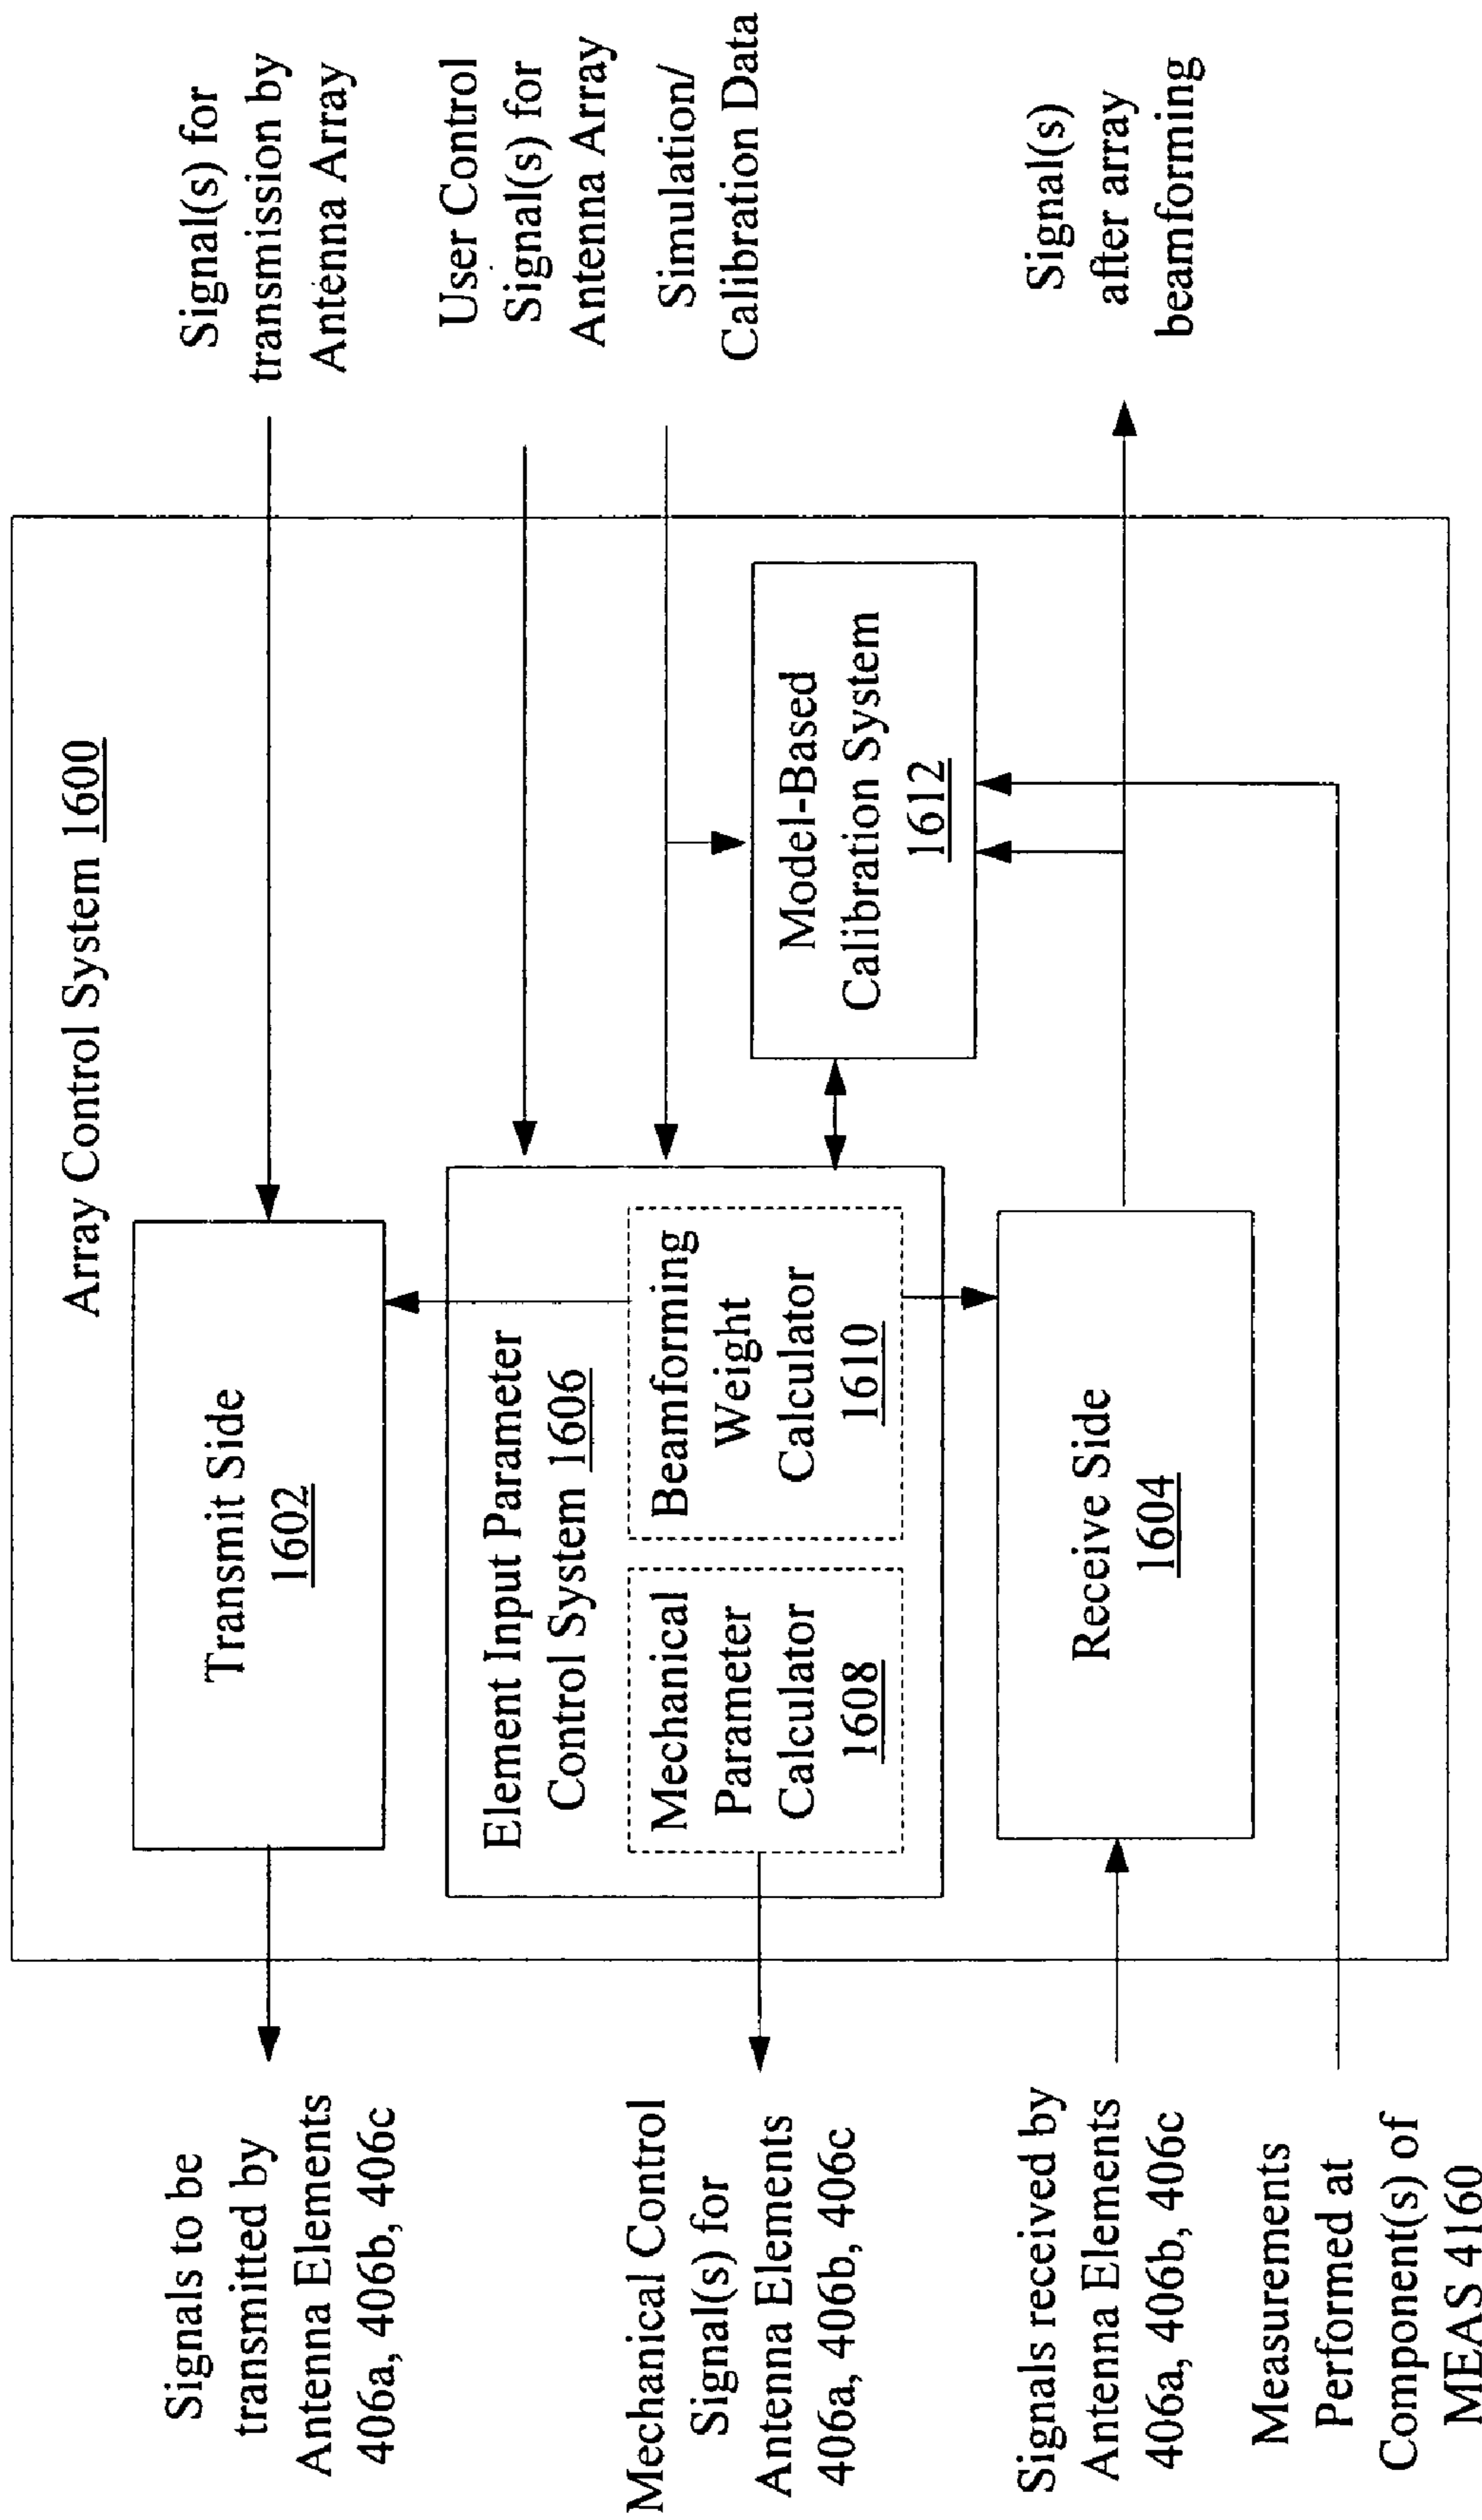 Array Control System 1600
Signals to be
transmitted by
Antenna Elements
406a, 406b, 406c
Transmit Side
1602
Signal(s) for
transmission by
Antenna Array
Mechanical Control
Signal(s) for
Antenna Elements
406a, 406b, 406c
Element Input Parameter
Control System 1606
Mechanical
Parameter
Calculator
1608
Beamforming
Weight
Calculator
1610
User Control
Signal(s) for
Antenna Array
Simulation/
Calibration Data
Model-Based
Calibration System
1612
Signals received by
Antenna Elements
406a, 406b, 406c
Receive Side
1604
Signal(s)
after array
beamforming
Measurements
Performed at
Component(s) of
MEAS 4160